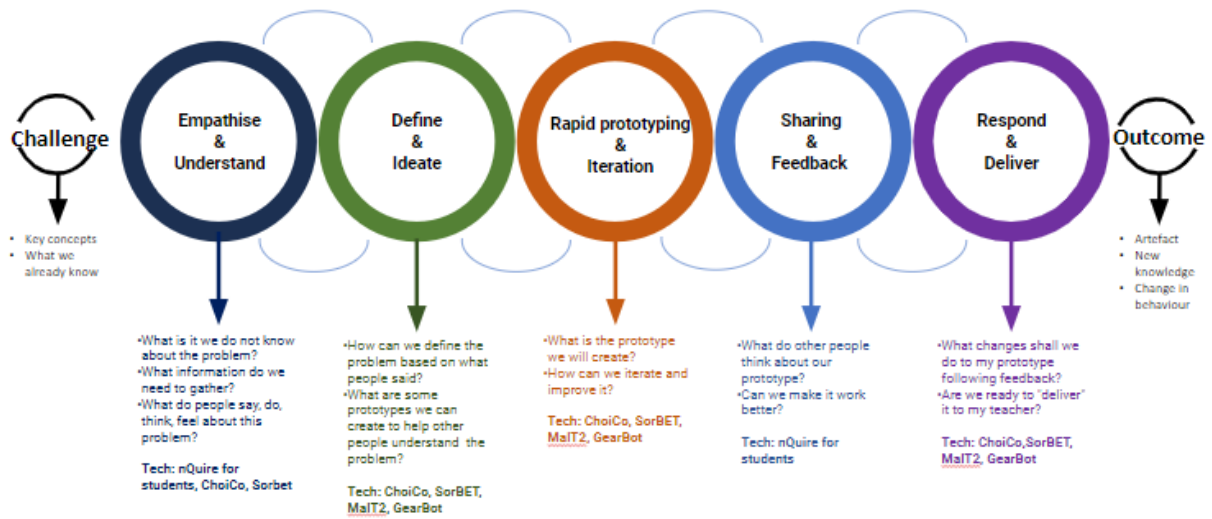 Challenge
• Key concepts
• What we
already know
Empathise
&
Understand
•What is it we do not know
about the problem?
•What information do we
need to gather?
•What do people say, do,
think, feel about this
problem?
Tech: nQuire for
students, ChoiCo, Sorbet
Define
&
Ideate
•How can we define the
problem based on what
people said?
•What are some
prototypes we can
create to help other
people understand the
problem?
Tech: ChoiCo, SorBET,
MaIT2, GearBot
Rapid prototyping
&
Iteration
•What is the prototype
we will create?
•How can we iterate and
improve it?
Tech: ChoiCo, SorBET,
MaIT2, GearBot
Sharing
&
Feedback
•What do other people
think about our
prototype?
•Can we make it work
better?
Tech: nQuire for
students
Respond
&
Deliver
•What changes shall we
do to my prototype
following feedback?
•Are we ready to "deliver"
it to my teacher?
Tech: ChoiCo,SorBET,
MaIT2, GearBot
Outcome
• Artefact
• New
knowledge
• Change in
behaviour